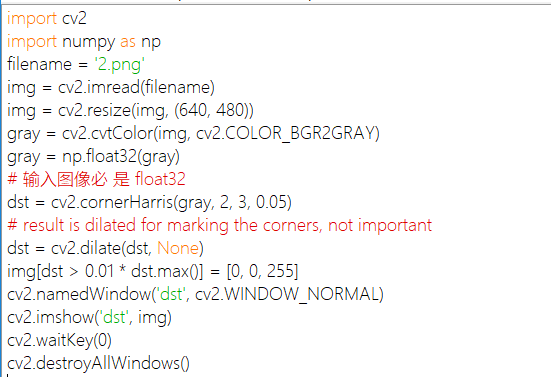 import cv2
import numpy as np
filename = '2.png'
img = cv2.imread(filename)
img = cv2.resize(img, (640, 480))
gray = cv2.cvtColor(img, cv2.COLOR_BGR2GRAY)
gray = np.float32(gray)
# 输入图像必 是 float32
dst = cv2.cornerHarris(gray, 2, 3, 0.05)
# result is dilated for marking the corners, not important
dst = cv2.dilate(dst, None)
img[dst > 0.01 * dst.max()] = [0, 0, 255]
cv2.namedWindow('dst', cv2.WINDOW_NORMAL)
cv2.imshow('dst', img)
cv2.waitKey(0)
cv2.destroyAllWindows()